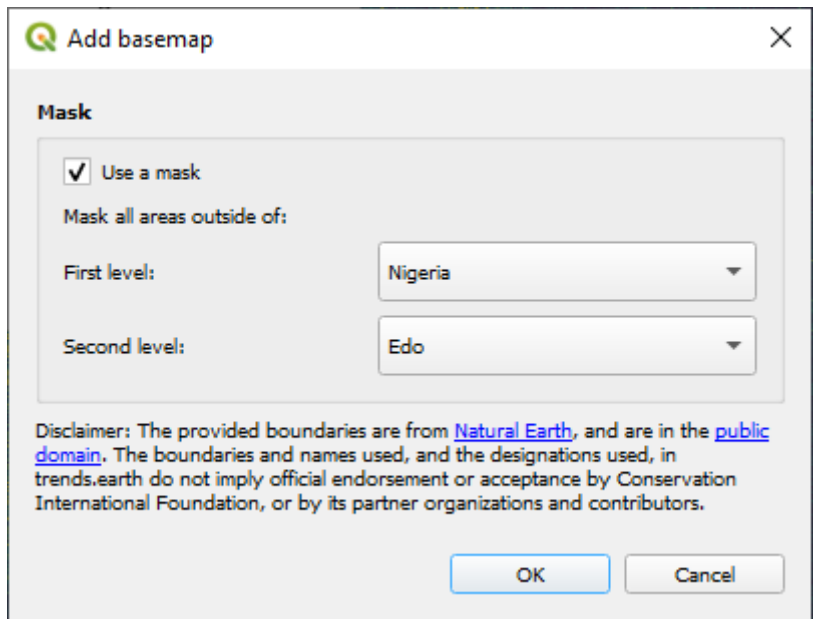 Add basemap
Mask
Use a mask
Mask all areas outside of:
First level: Nigeria
Second level: Edo
Disclaimer: The provided boundaries are from Natural Earth, and are in the public
domain. The boundaries and names used, and the designations used, in
trends.earth do not imply official endorsement or acceptance by Conservation
International Foundation, or by its partner organizations and contributors.
OK Cancel